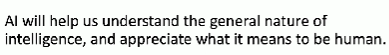 AI will help us understand the general nature of
intelligence, and appreciate what it means to be human.